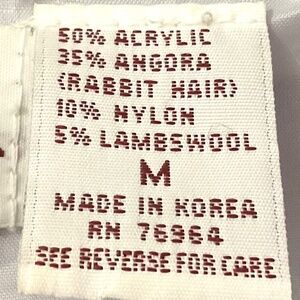 50% ACRYLIC
35% ANGORA
(RABBIT HAIR)
10% NYLON
5% LAMBSWOOL
M
MADE IN KOREA
RN 76964
SEE REVERSE FOR CARE